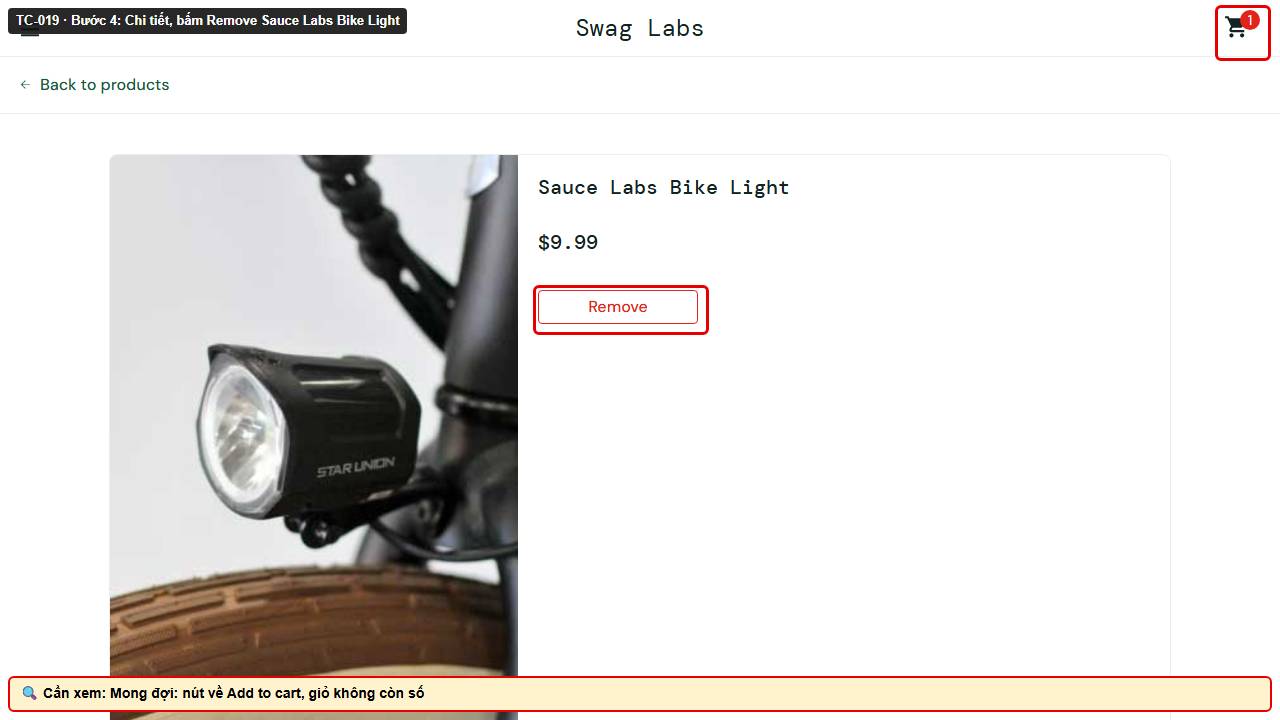 TC-019 · Bước 4: Chi tiết, bấm Remove Sauce Labs Bike Light
Swag Labs
1
Back to products
Sauce Labs Bike Light
$9.99
Remove
STAR UNION
Cần xem: Mong đợi: nút về Add to cart, giỏ không còn số